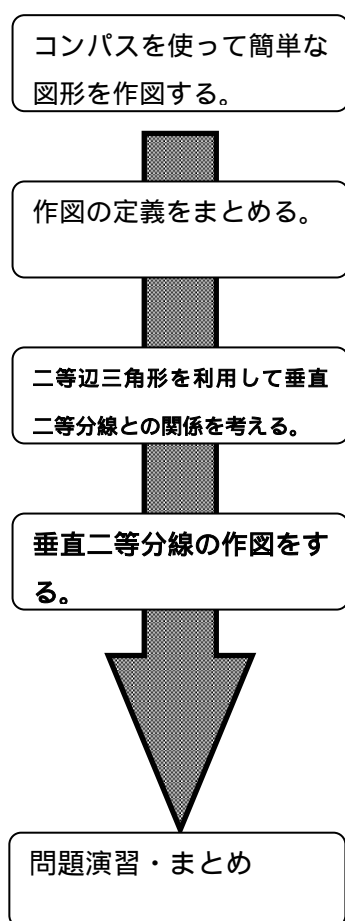 コンパスを使って簡単な
図形を作図する。
作図の定義をまとめる。
二等辺三角形を利用して垂直
二等分線との関係を考える。
垂直二等分線の作図をす
る。
問題演習・まとめ